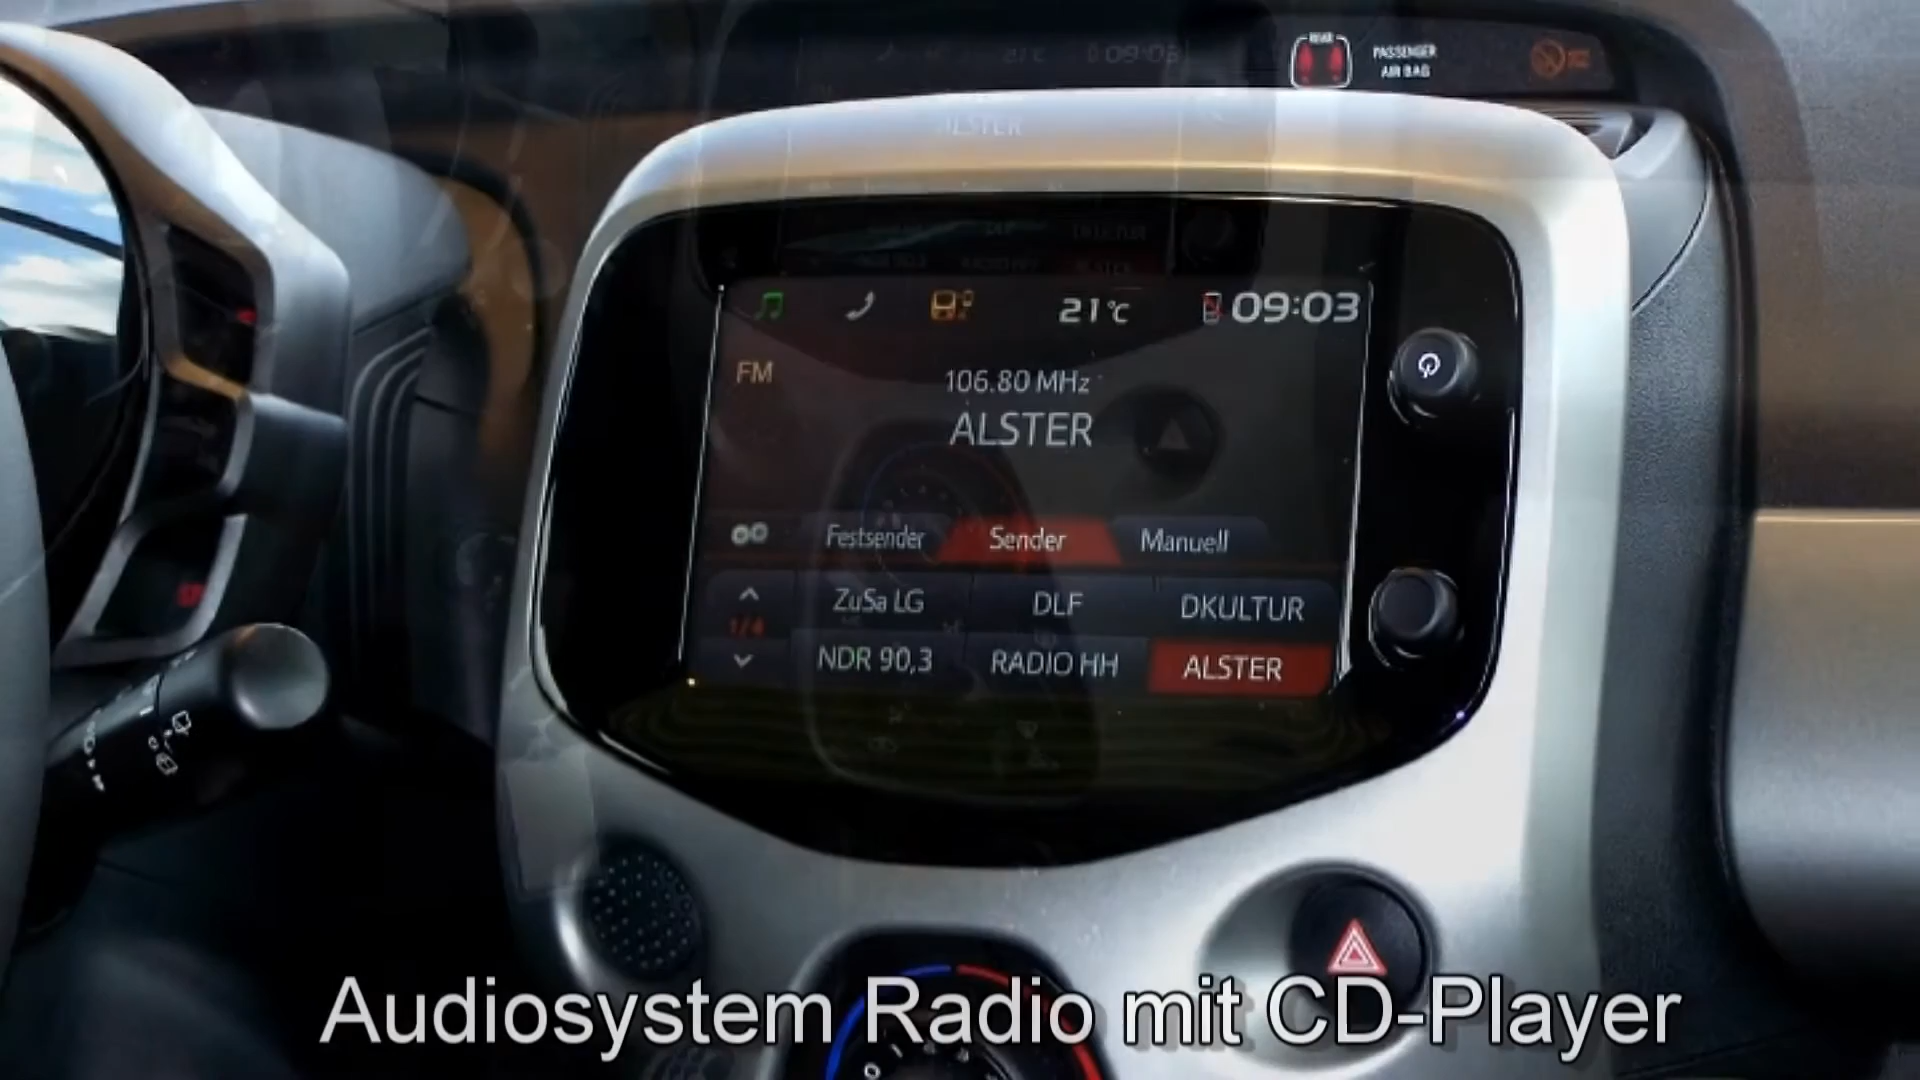 REAR
PASSENGER
AIR BAG
21°C
09:03
FM
106.80 MHz
ALSTER
Festsender
Sender
Manuell
1/4
ZuSa LG
DLF
DKULTUR
NDR 90,3
RADIO HH
ALSTER
Audiosystem Radio mit CD-Player